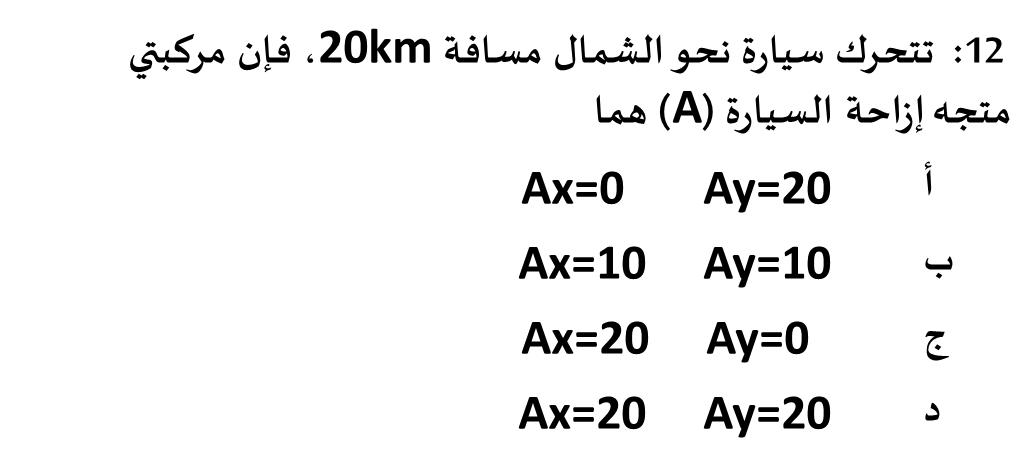 12: تتحرك سيارة نحو الشمال مسافة 20km، فإن مركبتي
متجه إزاحة السيارة (A) هما
أ Ay=20 Ax=0
ب Ay=10 Ax=10
ج Ay=0 Ax=20
د Ay=20 Ax=20